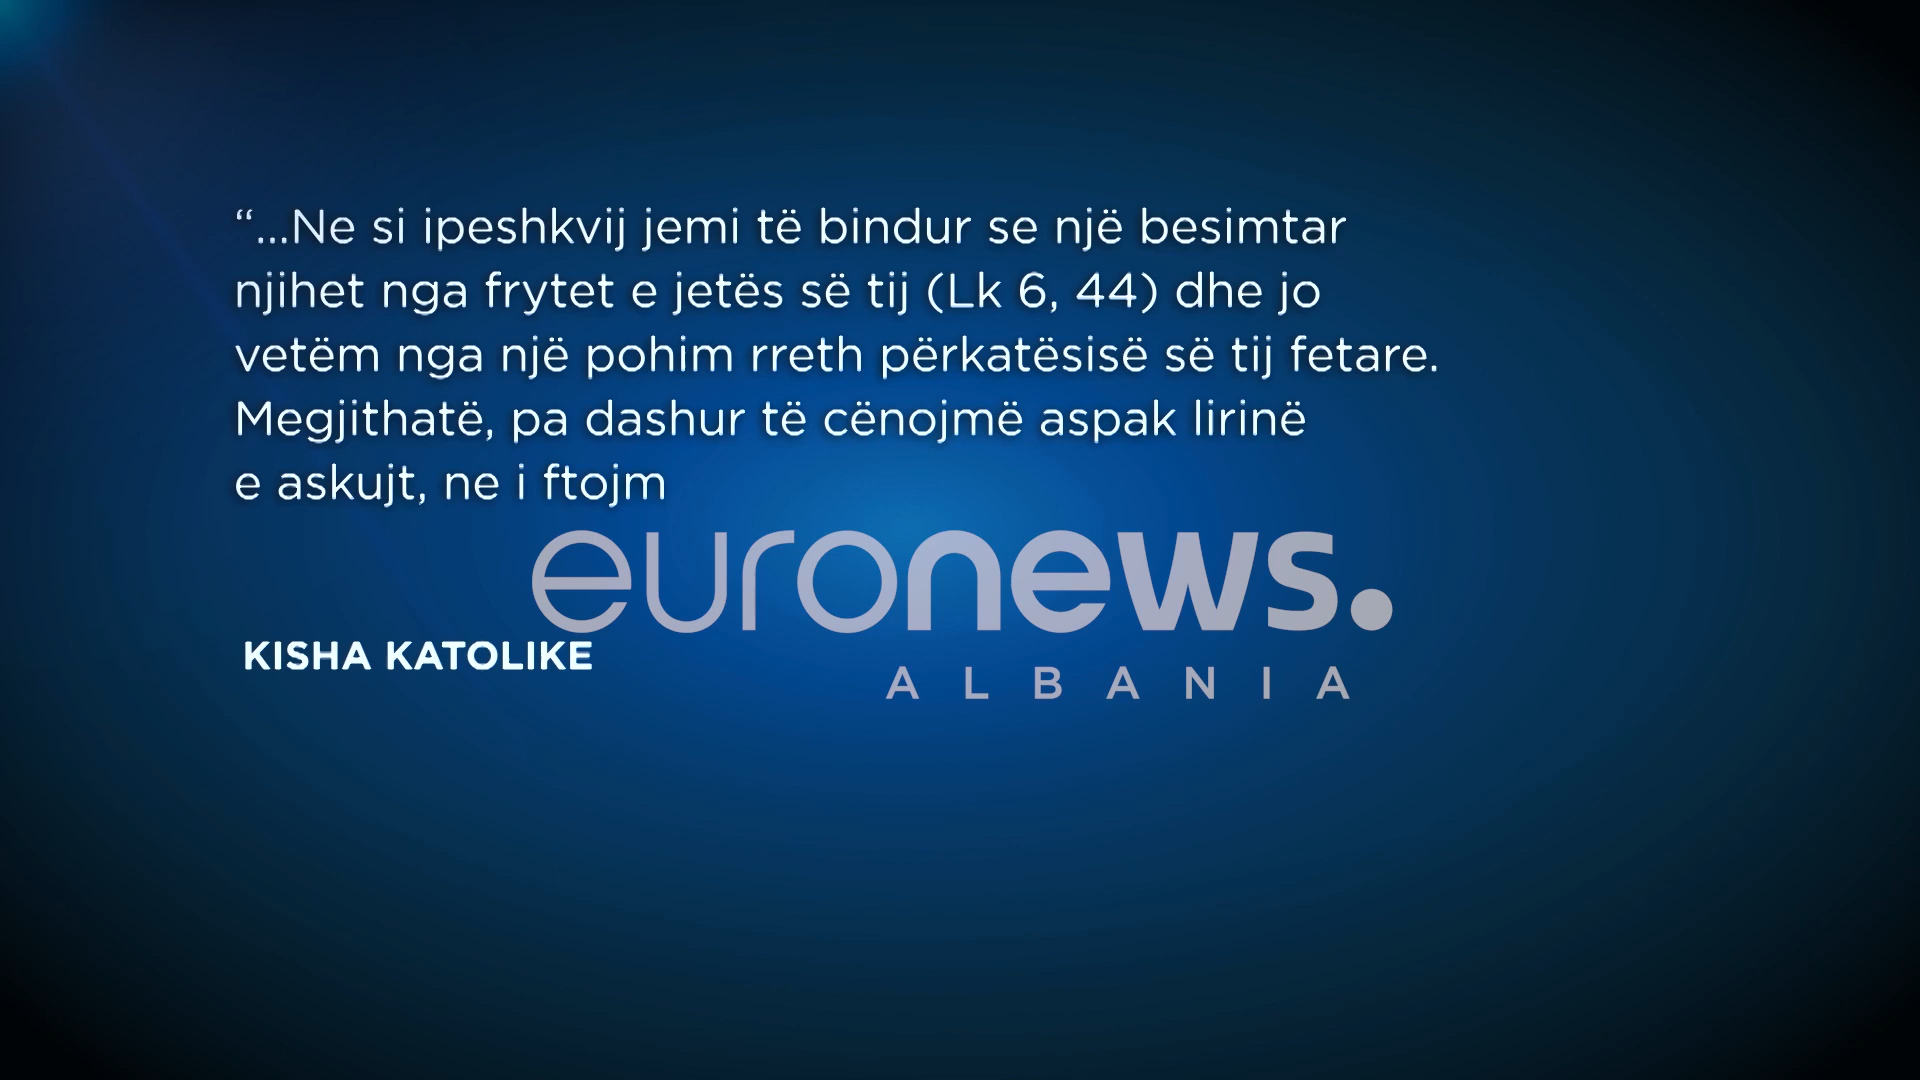 “...Ne si ipeshkvij jemi të bindur se një besimtar
njihet nga frytet e jetës së tij (Lk 6, 44) dhe jo
vetëm nga një pohim rreth përkatësisë së tij fetare.
Megjithatë, pa dashur të cënojmë aspak lirinë
e askujt, ne i ftojm
euronews.
ALBANIA
KISHA KATOLIKE